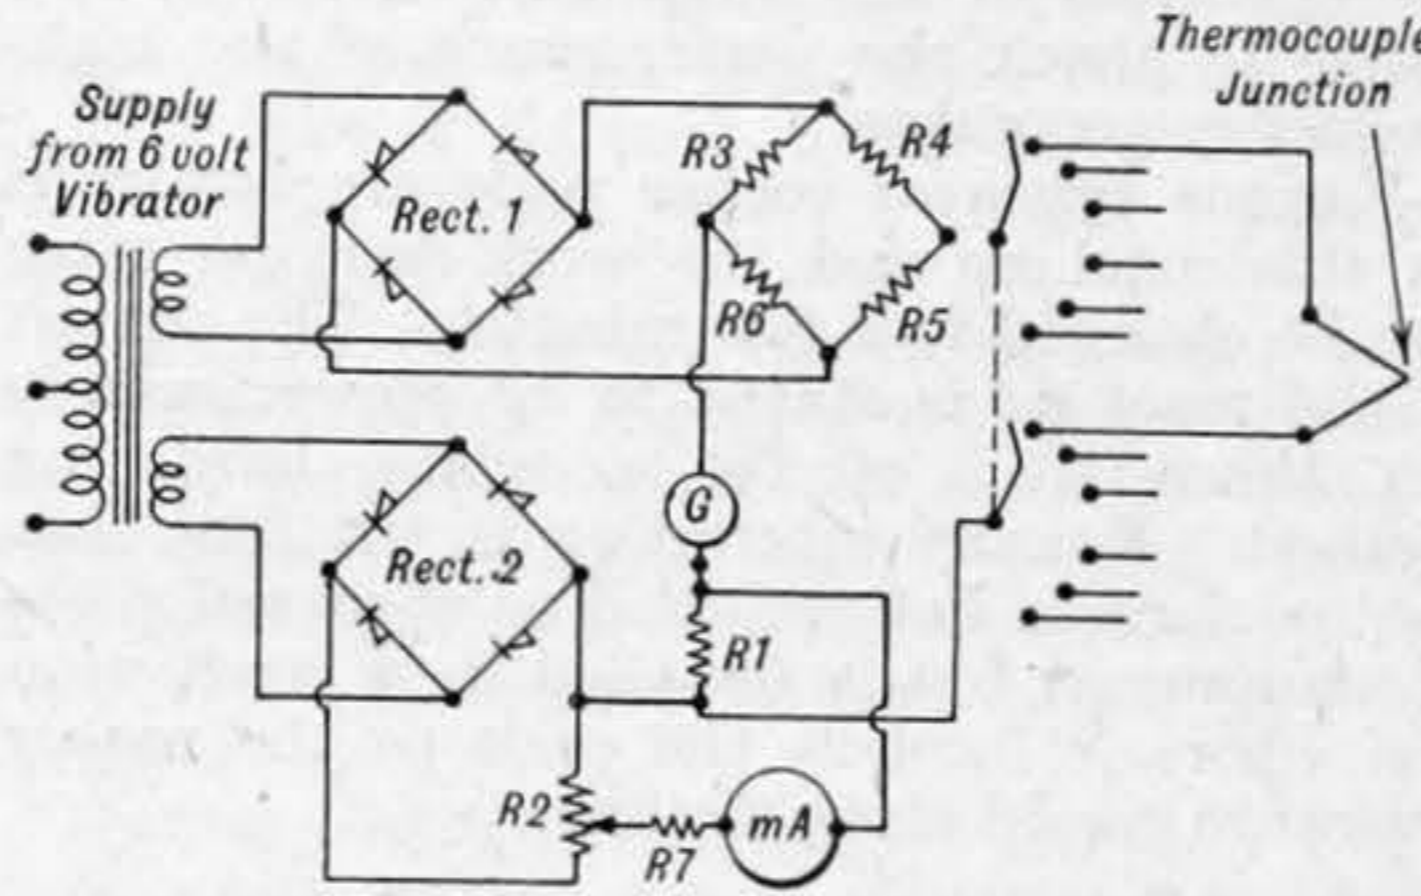 Thermocouple
Junction
Supply
from 6 volt
Vibrator
Rect. 1
R3
R4
R6
R5
G
Rect. 2
R1
R2
R7
mA